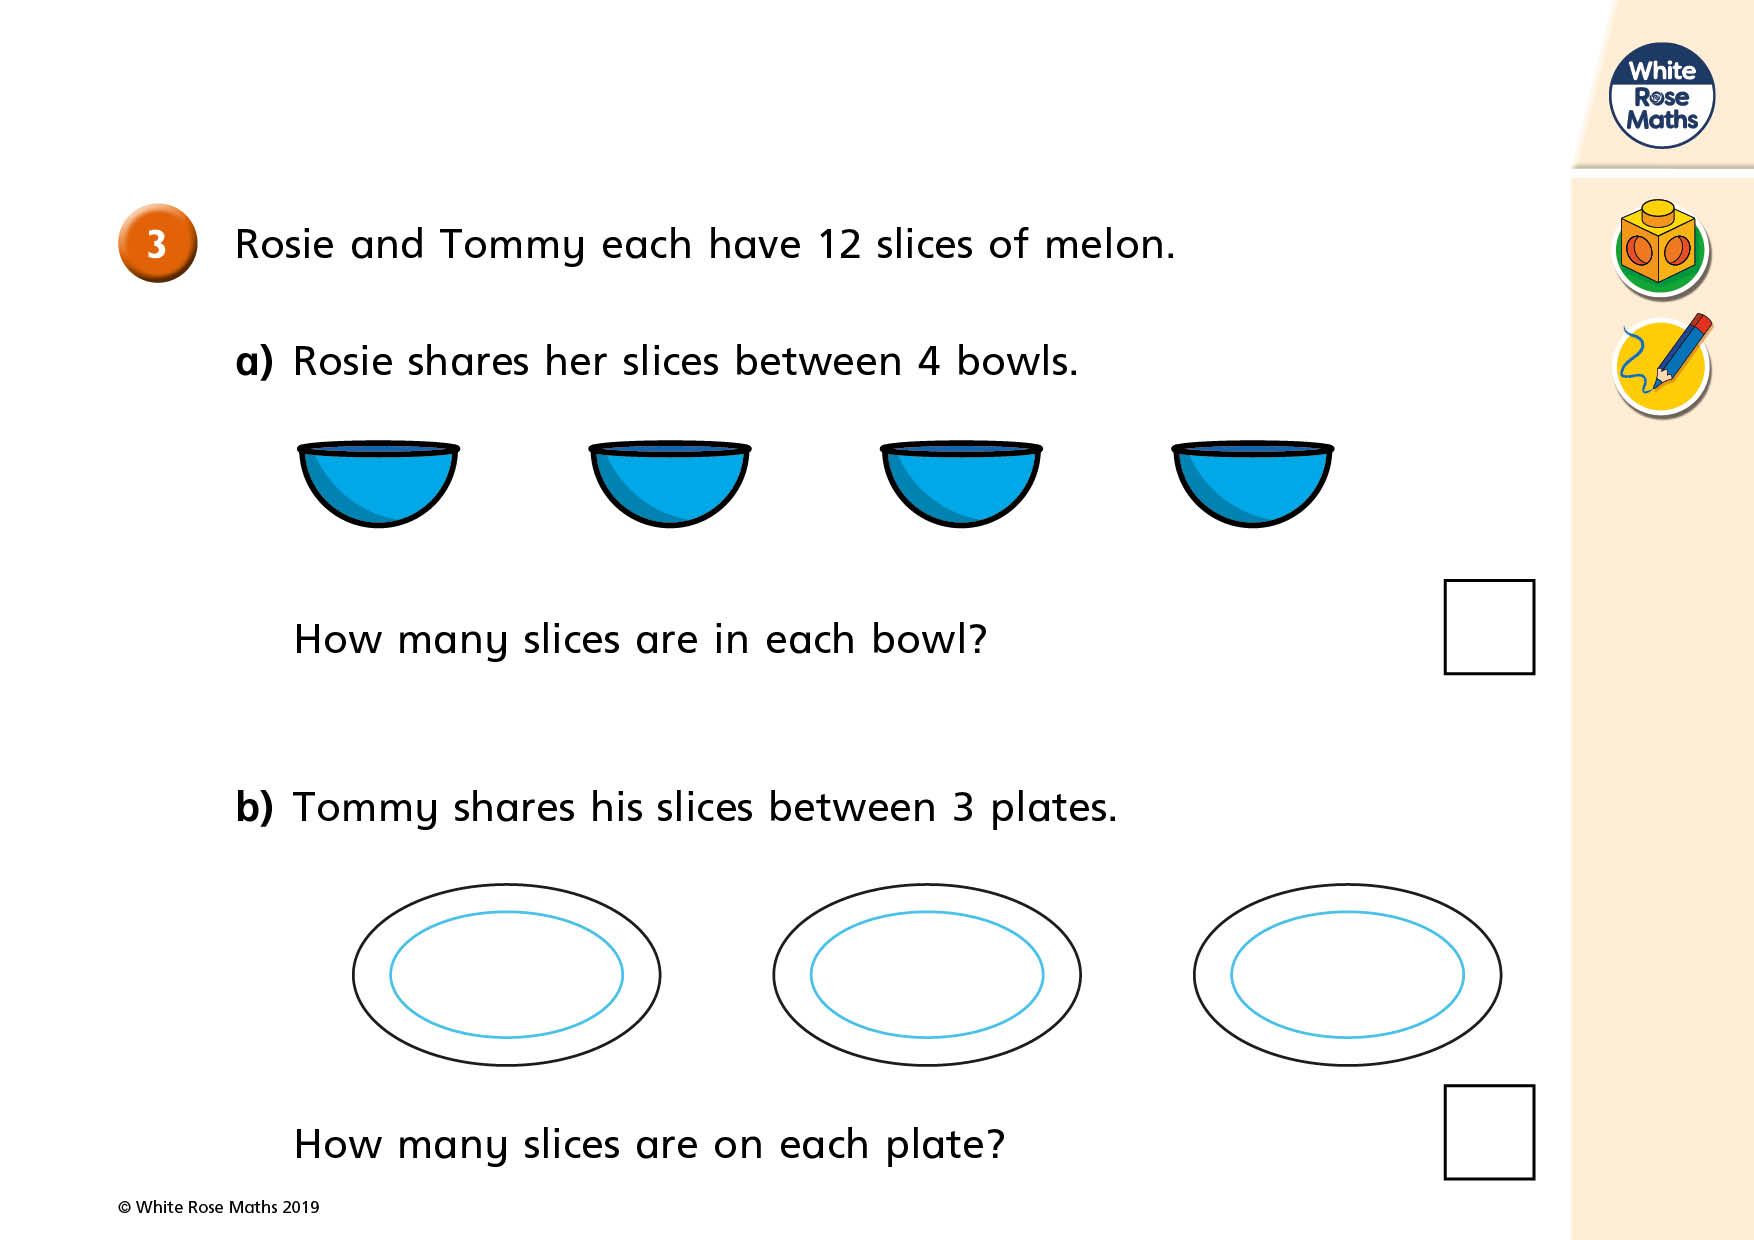 White
Rose
Maths
3 Rosie and Tommy each have 12 slices of melon.
a) Rosie shares her slices between 4 bowls.
How many slices are in each bowl?
b) Tommy shares his slices between 3 plates.
How many slices are on each plate?
© White Rose Maths 2019